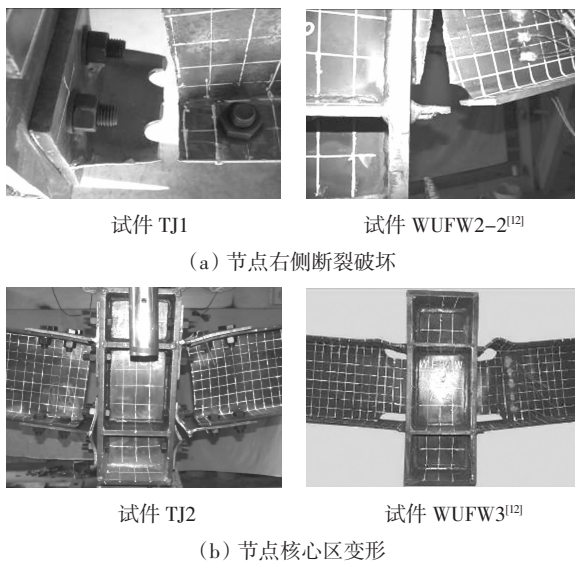 试件 TJ1
试件 WUFW2-2[12]
（a）节点右侧断裂破坏
试件 TJ2
试件 WUFW3[12]
（b）节点核心区变形